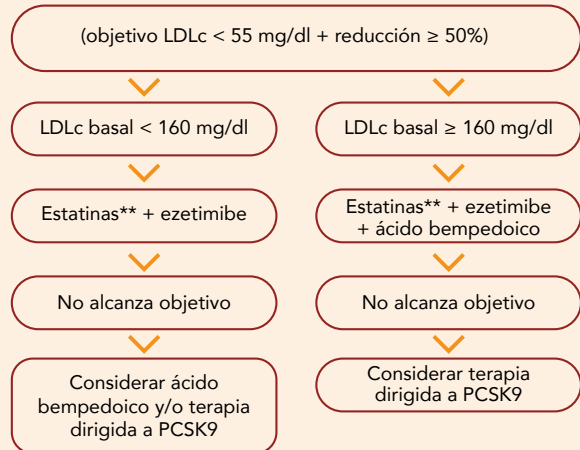 (objetivo LDLc < 55 mg/dl + reducción ≥ 50%)
LDLc basal < 160 mg/dl
Estatinas** + ezetimibe
No alcanza objetivo
Considerar ácido
bempedoico y/o terapia
dirigida a PCSK9
LDLc basal ≥ 160 mg/dl
Estatinas** + ezetimibe
+ ácido bempedoico
No alcanza objetivo
Considerar terapia
dirigida a PCSK9